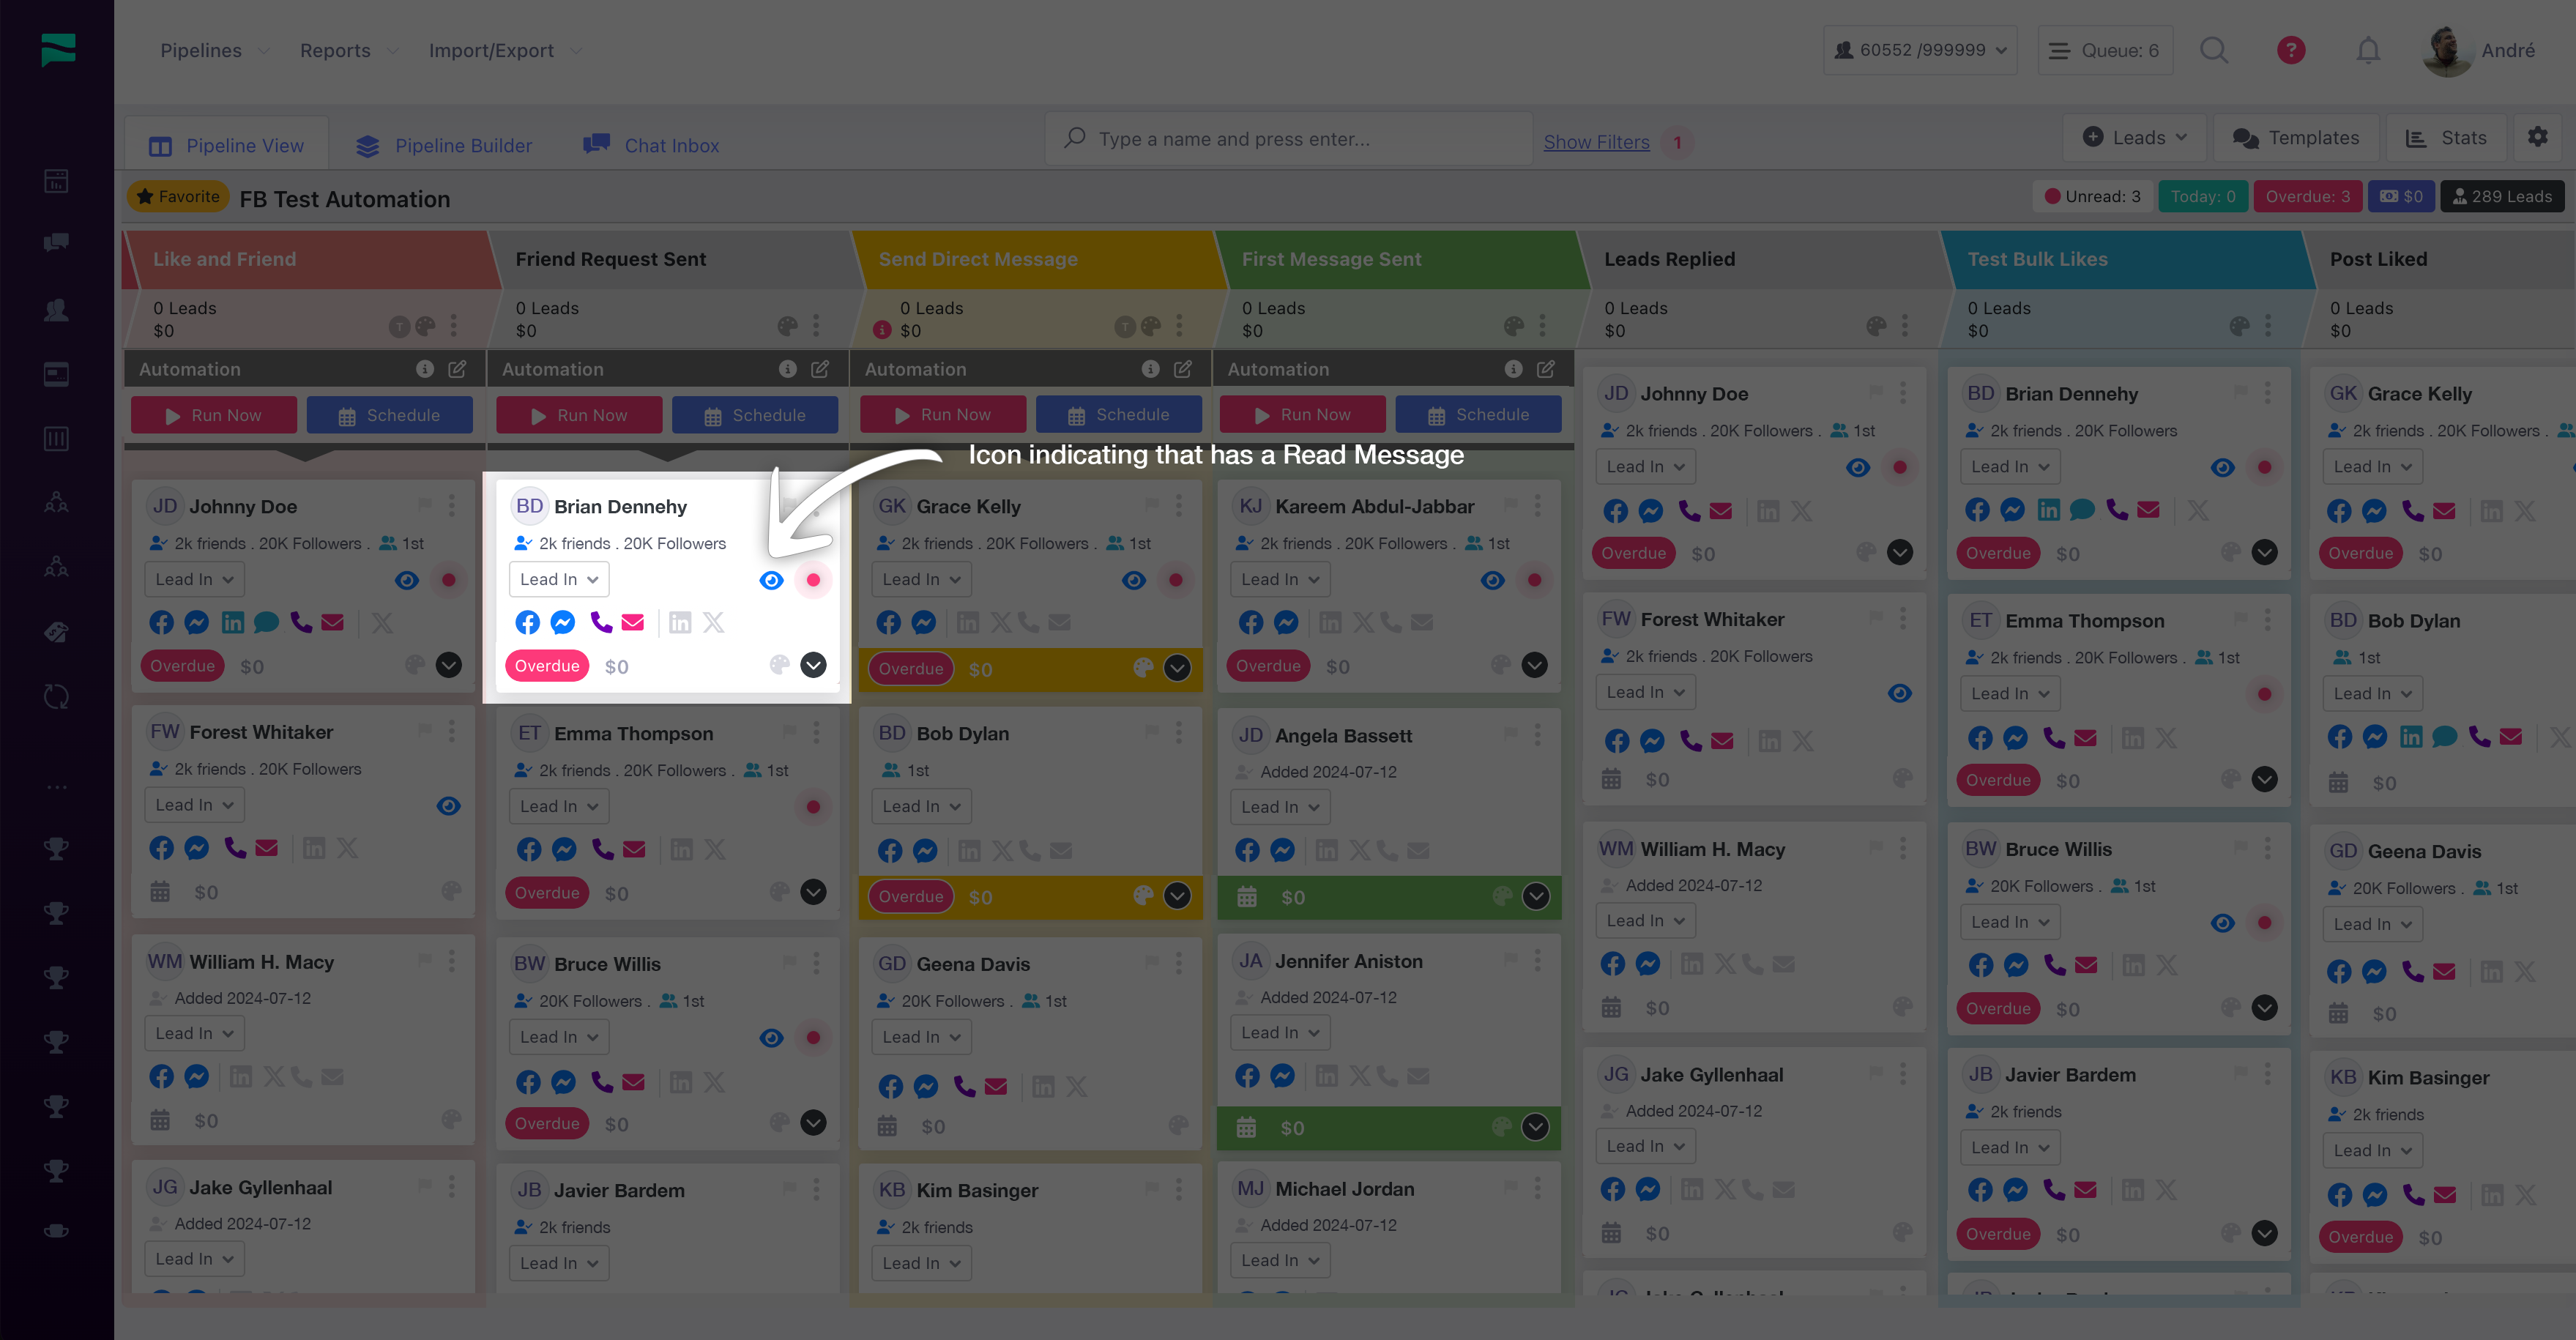 Pipelines Reports Import/Export 60552 /999999 Queue: 6 ? André
Pipeline View Pipeline Builder Chat Inbox Type a name and press enter... Show Filters 1 Leads Templates Stats
Favorite FB Test Automation Unread: 3 Today: 0 Overdue: 3 $0 289 Leads
Like and Friend Friend Request Sent Send Direct Message First Message Sent Leads Replied Test Bulk Likes Post Liked
0 Leads 0 Leads 0 Leads 0 Leads 0 Leads 0 Leads 0 Leads
$0 T $0 $0 T $0 $0 $0 $0
Automation Automation Automation Automation
Run Now Schedule Run Now Schedule Run Now Schedule Run Now Schedule
Icon indicating that has a Read Message
JD Johnny Doe
2k friends . 20K Followers . 1st
Lead In
Overdue $0
FW Forest Whitaker
2k friends . 20K Followers
Lead In
$0
WM William H. Macy
Added 2024-07-12
Lead In
$0
JG Jake Gyllenhaal
Added 2024-07-12
Lead In
BD Brian Dennehy
2k friends . 20K Followers
Lead In
Overdue $0
ET Emma Thompson
2k friends . 20K Followers . 1st
Lead In
Overdue $0
BW Bruce Willis
20K Followers . 1st
Lead In
Overdue $0
JB Javier Bardem
2k friends
Lead In
GK Grace Kelly
2k friends . 20K Followers . 1st
Lead In
Overdue $0
BD Bob Dylan
1st
Lead In
Overdue $0
GD Geena Davis
20K Followers . 1st
Lead In
$0
KB Kim Basinger
2k friends
Lead In
KJ Kareem Abdul-Jabbar
2k friends . 20K Followers . 1st
Lead In
Overdue $0
JD Angela Bassett
Added 2024-07-12
Lead In
$0
JA Jennifer Aniston
Added 2024-07-12
Lead In
$0
MJ Michael Jordan
Added 2024-07-12
Lead In
JD Johnny Doe
2k friends . 20K Followers . 1st
Lead In
Overdue $0
FW Forest Whitaker
2k friends . 20K Followers
Lead In
$0
WM William H. Macy
Added 2024-07-12
Lead In
$0
JG Jake Gyllenhaal
Added 2024-07-12
Lead In
$0
BD Brian Dennehy
2k friends . 20K Followers
Lead In
Overdue $0
ET Emma Thompson
2k friends . 20K Followers . 1st
Lead In
Overdue $0
BW Bruce Willis
20K Followers . 1st
Lead In
Overdue $0
JB Javier Bardem
2k friends
Lead In
Overdue $0
GK Grace Kelly
2k friends . 20K Followers .
Lead In
Overdue $0
BD Bob Dylan
1st
Lead In
$0
GD Geena Davis
20K Followers . 1st
Lead In
$0
KB Kim Basinger
2k friends
Lead In
Overdue $0